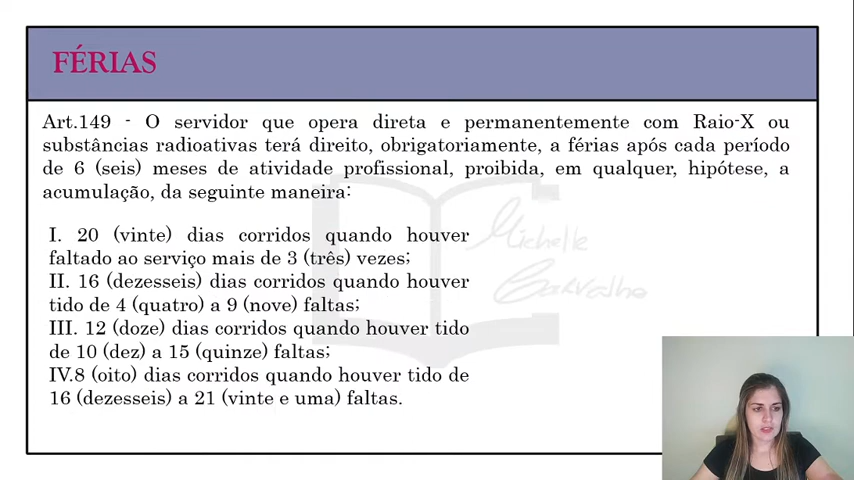 FÉRIAS
Art.149 - O servidor que opera direta e permanentemente com Raio-X ou
substâncias radioativas terá direito, obrigatoriamente, a férias após cada período
de 6 (seis) meses de atividade profissional, proibida, em qualquer, hipótese, a
acumulação, da seguinte maneira:
I. 20 (vinte) dias corridos quando houver
faltado ao serviço mais de 3 (três) vezes;
II. 16 (dezesseis) dias corridos quando houver
tido de 4 (quatro) a 9 (nove) faltas;
III. 12 (doze) dias corridos quando houver tido
de 10 (dez) a 15 (quinze) faltas;
IV.8 (oito) dias corridos quando houver tido de
16 (dezesseis) a 21 (vinte e uma) faltas.
Michelle
Carvalho